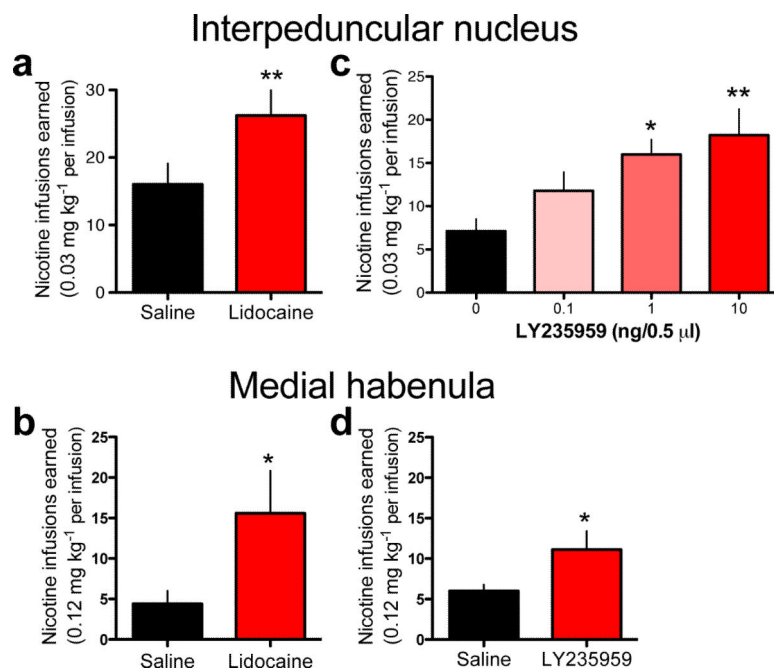 Interpeduncular nucleus
a
Nicotine infusions earned
(0.03 mg kg⁻¹ per infusion)
40
30
20
10
0
**
Saline
Lidocaine
c
Nicotine infusions earned
(0.03 mg kg⁻¹ per infusion)
25
20
15
10
5
0
*
**
0
0.1
1
10
LY235959 (ng/0.5 μl)
Medial habenula
b
Nicotine infusions earned
(0.12 mg kg⁻¹ per infusion)
25
20
15
10
5
0
*
Saline
Lidocaine
d
Nicotine infusions earned
(0.12 mg kg⁻¹ per infusion)
25
20
15
10
5
0
*
Saline
LY235959